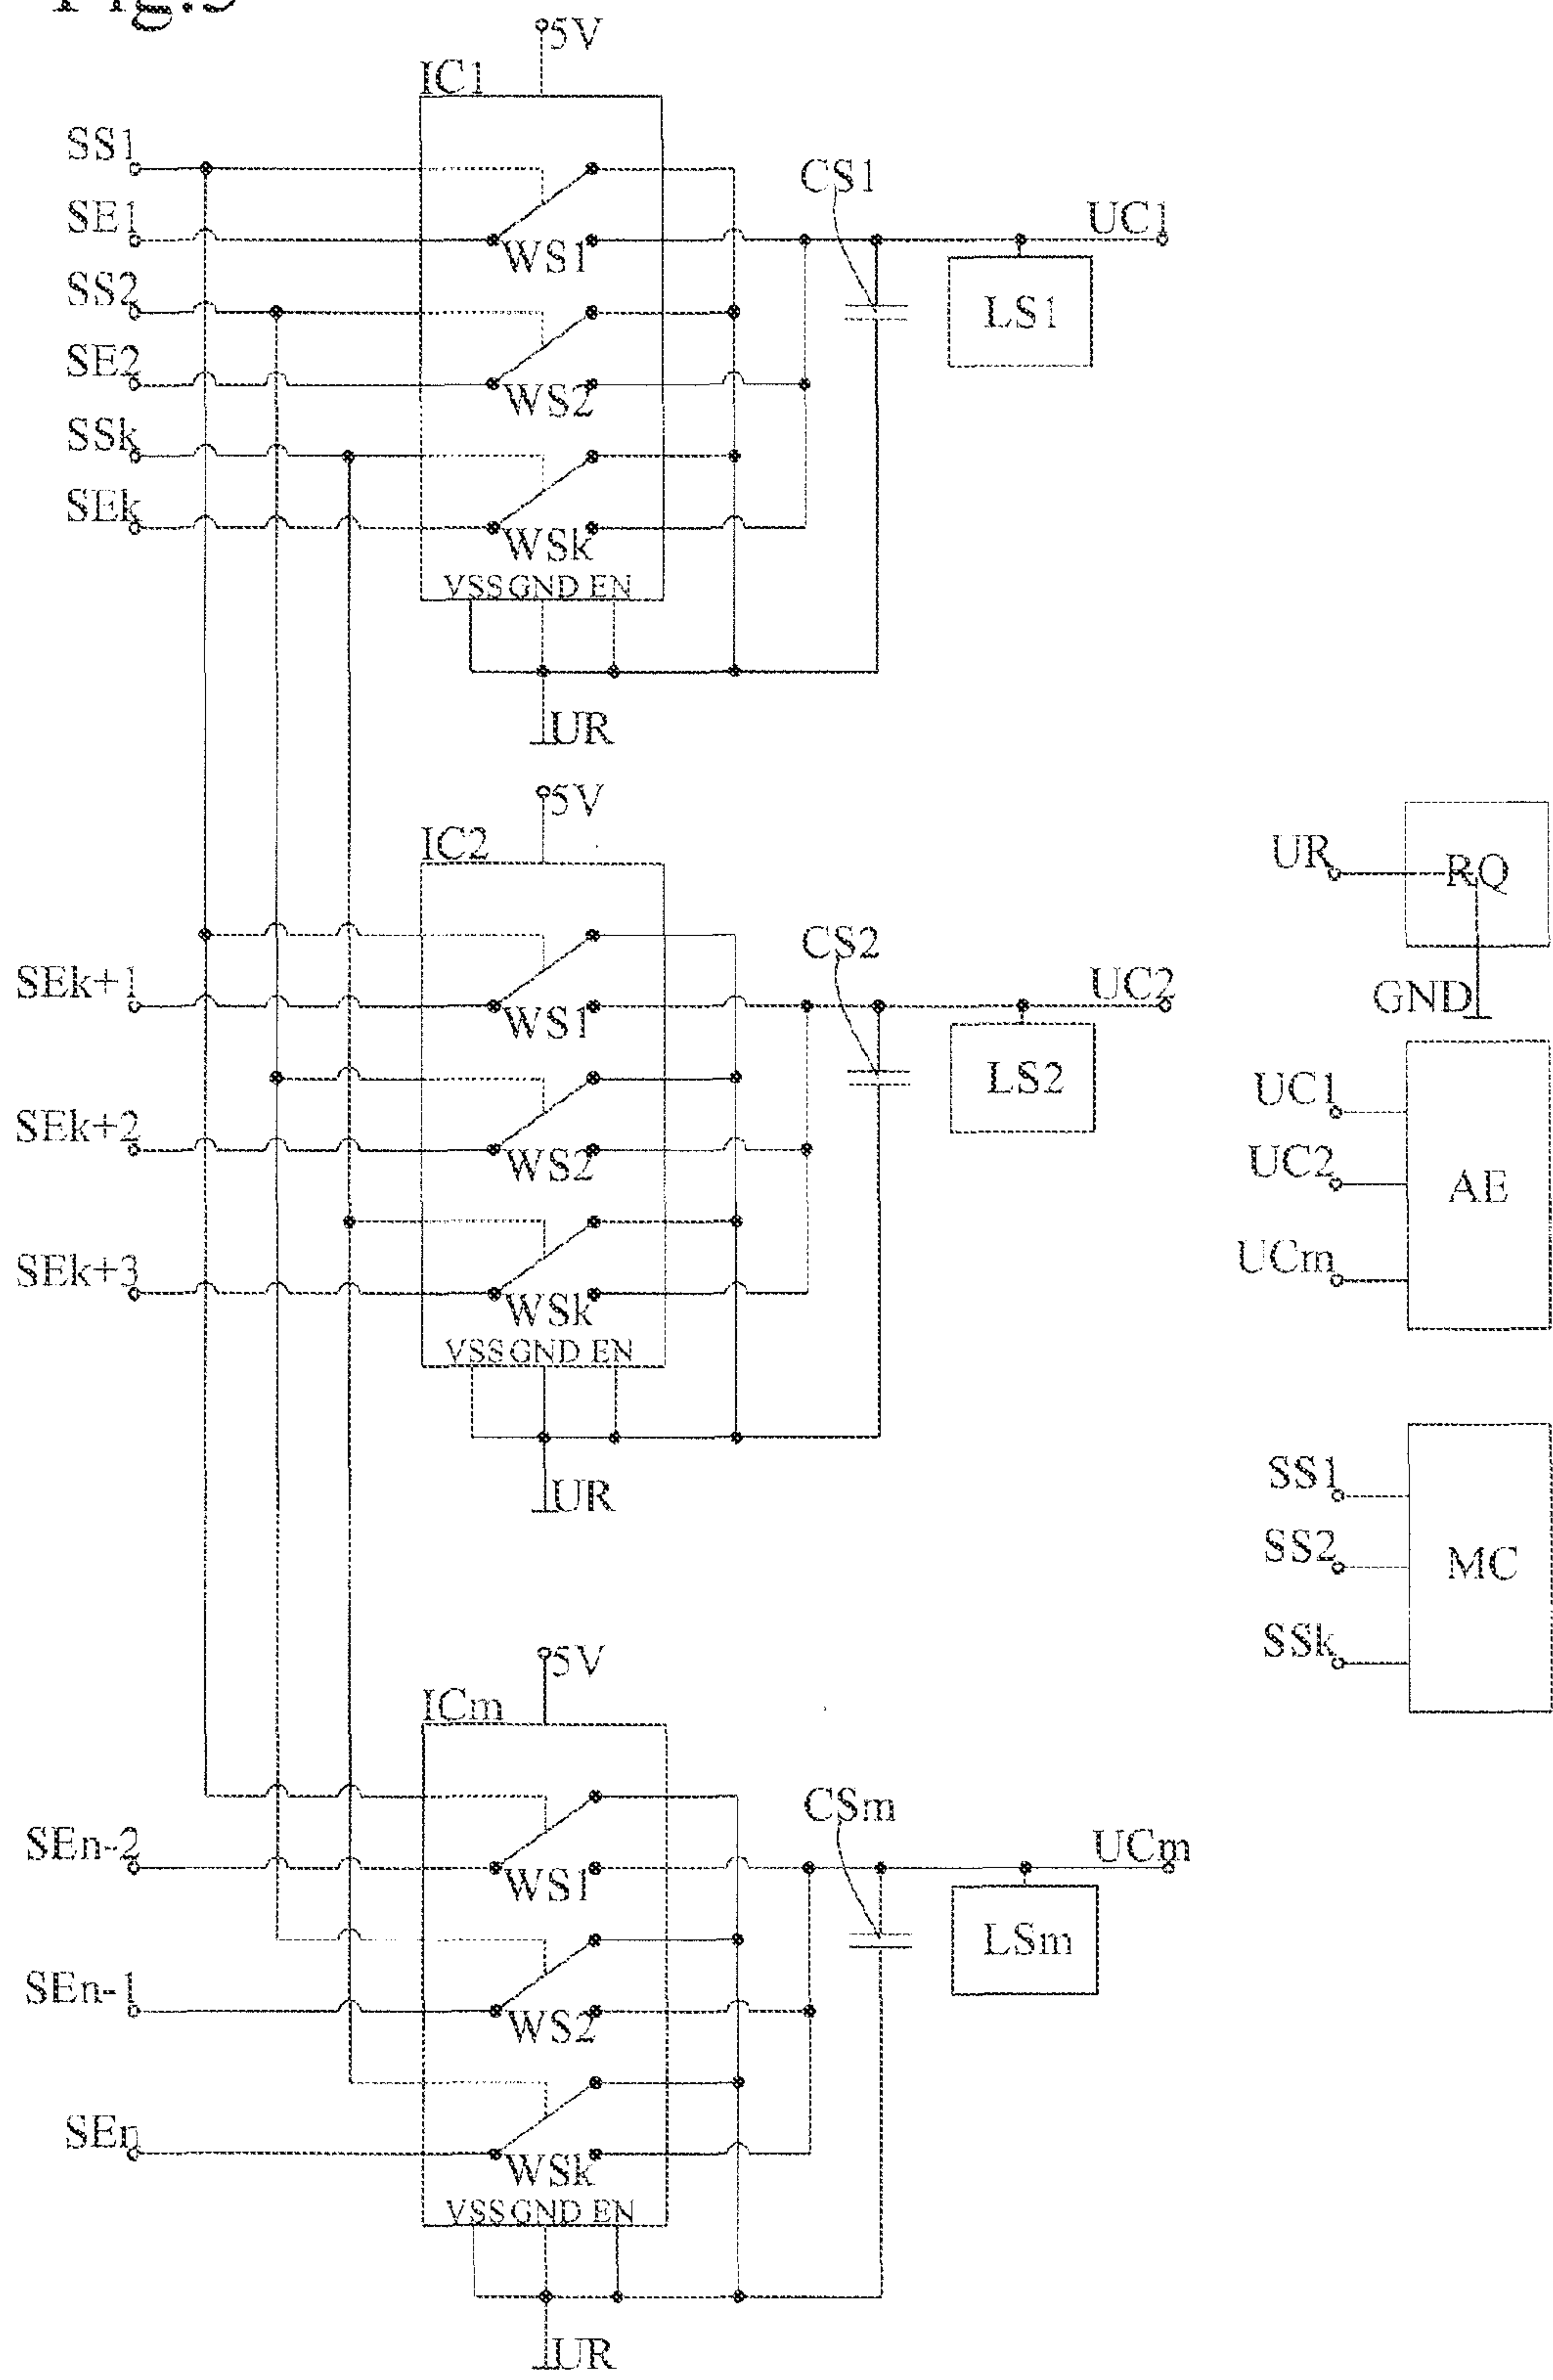 5V
IC1
SS1
CS1
SE1
UC1
WS1
SS2
LS1
SE2
WS2
SSk
SEk
WSk
VSS GND EN
UR
5V
IC2
UR
RQ
CS2
SEk+1
UC2
GND
WS1
LS2
UC1
SEk+2
WS2
UC2
AE
UCm
SEk+3
WSk
VSS GND EN
SS1
UR
SS2
MC
SSk
5V
ICm
CSm
SEn-2
UCm
WS1
LSm
SEn-1
WS2
SEn
WSk
VSS GND EN
UR